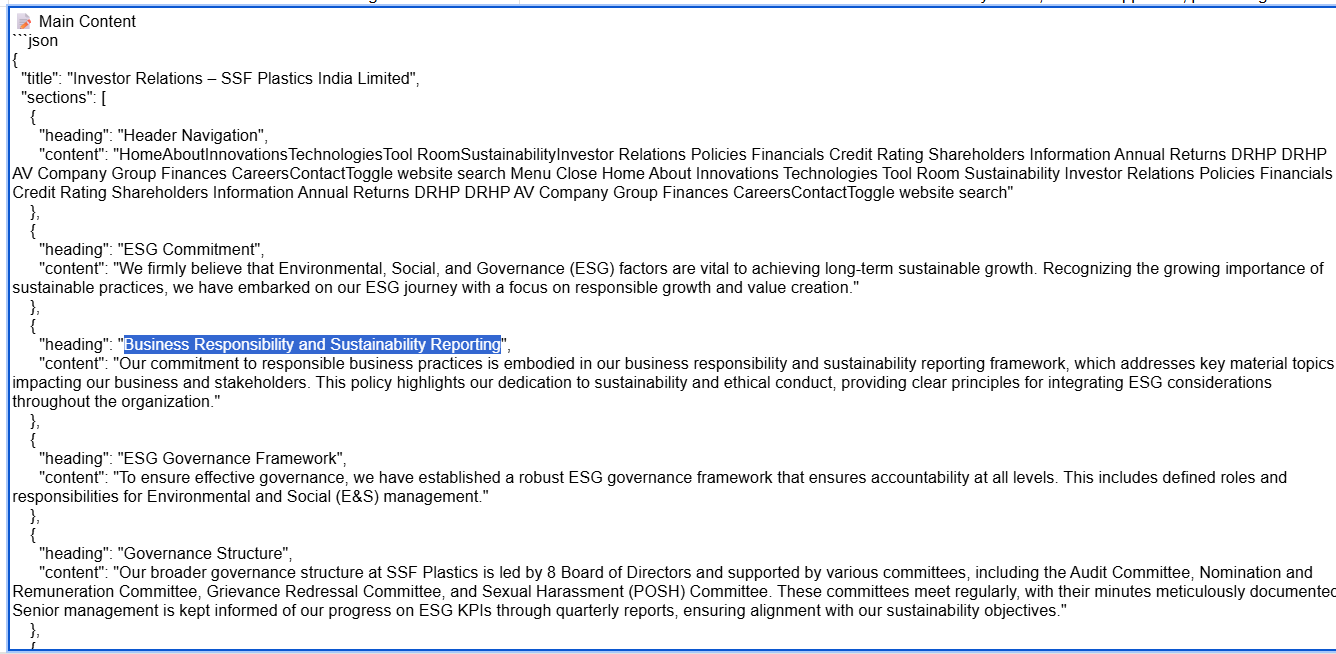 📝 Main Content
```json
{
"title": "Investor Relations – SSF Plastics India Limited",
"sections": [
{
"heading": "Header Navigation",
"content": "HomeAboutInnovationsTechnologiesTool RoomSustainabilityInvestor Relations Policies Financials Credit Rating Shareholders Information Annual Returns DRHP DRHP
AV Company Group Finances CareersContactToggle website search Menu Close Home About Innovations Technologies Tool Room Sustainability Investor Relations Policies Financials
Credit Rating Shareholders Information Annual Returns DRHP DRHP AV Company Group Finances CareersContactToggle website search"
},
{
"heading": "ESG Commitment",
"content": "We firmly believe that Environmental, Social, and Governance (ESG) factors are vital to achieving long-term sustainable growth. Recognizing the growing importance of
sustainable practices, we have embarked on our ESG journey with a focus on responsible growth and value creation."
},
{
"heading": "Business Responsibility and Sustainability Reporting",
"content": "Our commitment to responsible business practices is embodied in our business responsibility and sustainability reporting framework, which addresses key material topics
impacting our business and stakeholders. This policy highlights our dedication to sustainability and ethical conduct, providing clear principles for integrating ESG considerations
throughout the organization."
},
{
"heading": "ESG Governance Framework",
"content": "To ensure effective governance, we have established a robust ESG governance framework that ensures accountability at all levels. This includes defined roles and
responsibilities for Environmental and Social (E&S) management."
},
{
"heading": "Governance Structure",
"content": "Our broader governance structure at SSF Plastics is led by 8 Board of Directors and supported by various committees, including the Audit Committee, Nomination and
Remuneration Committee, Grievance Redressal Committee, and Sexual Harassment (POSH) Committee. These committees meet regularly, with their minutes meticulously documented
Senior management is kept informed of our progress on ESG KPIs through quarterly reports, ensuring alignment with our sustainability objectives."
},
{